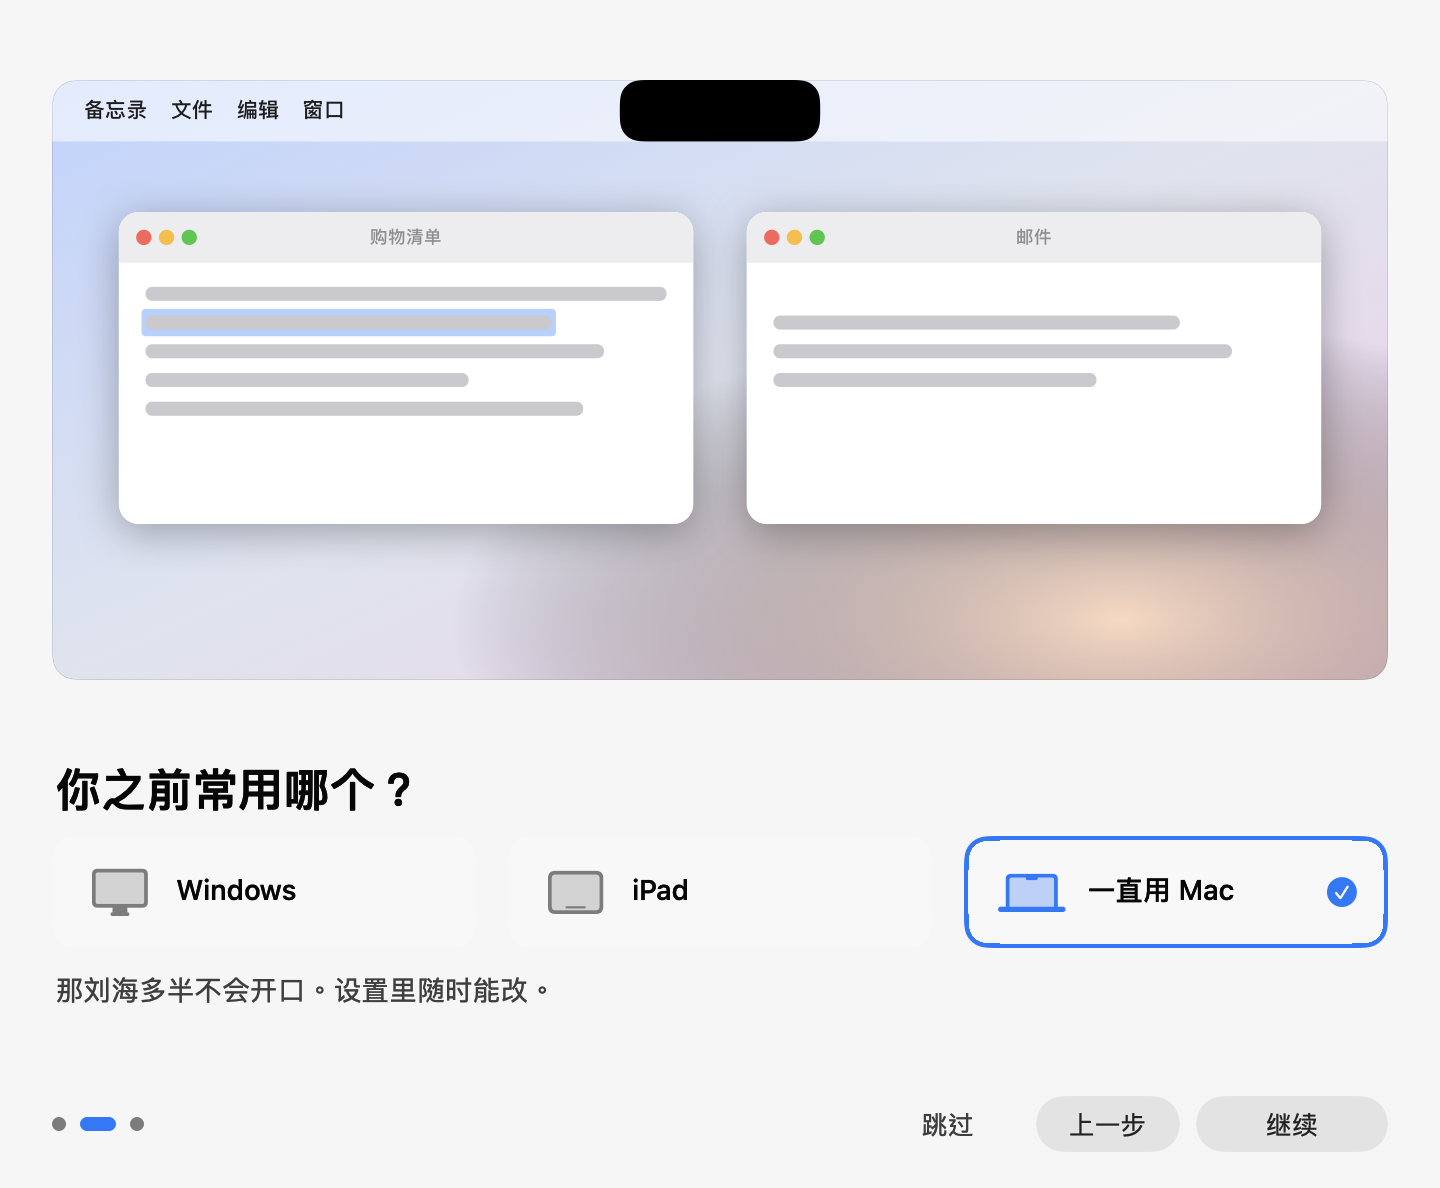 备忘录 文件 编辑 窗口
购物清单
邮件
你之前常用哪个？
Windows
iPad
一直用 Mac
那刘海多半不会开口。设置里随时能改。
跳过
上一步
继续